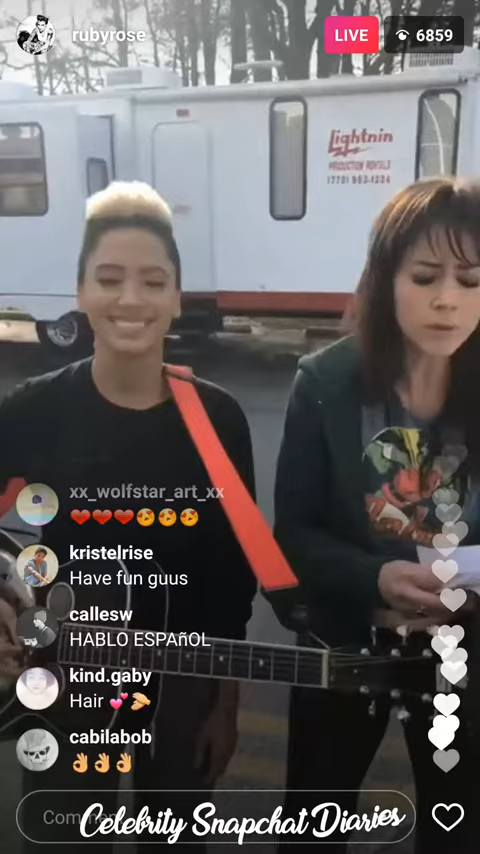 rubyrose
LIVE
6859
Lightnin
PRODUCTION RENTALS
xx_wolfstar_art_xx
❤❤❤😍😍😍
kristelrise
Have fun guus
callesw
HABLO ESPAñOL
kind.gaby
Hair 💕
cabilabob
👌👌👌
Celebrity Snapchat Diaries